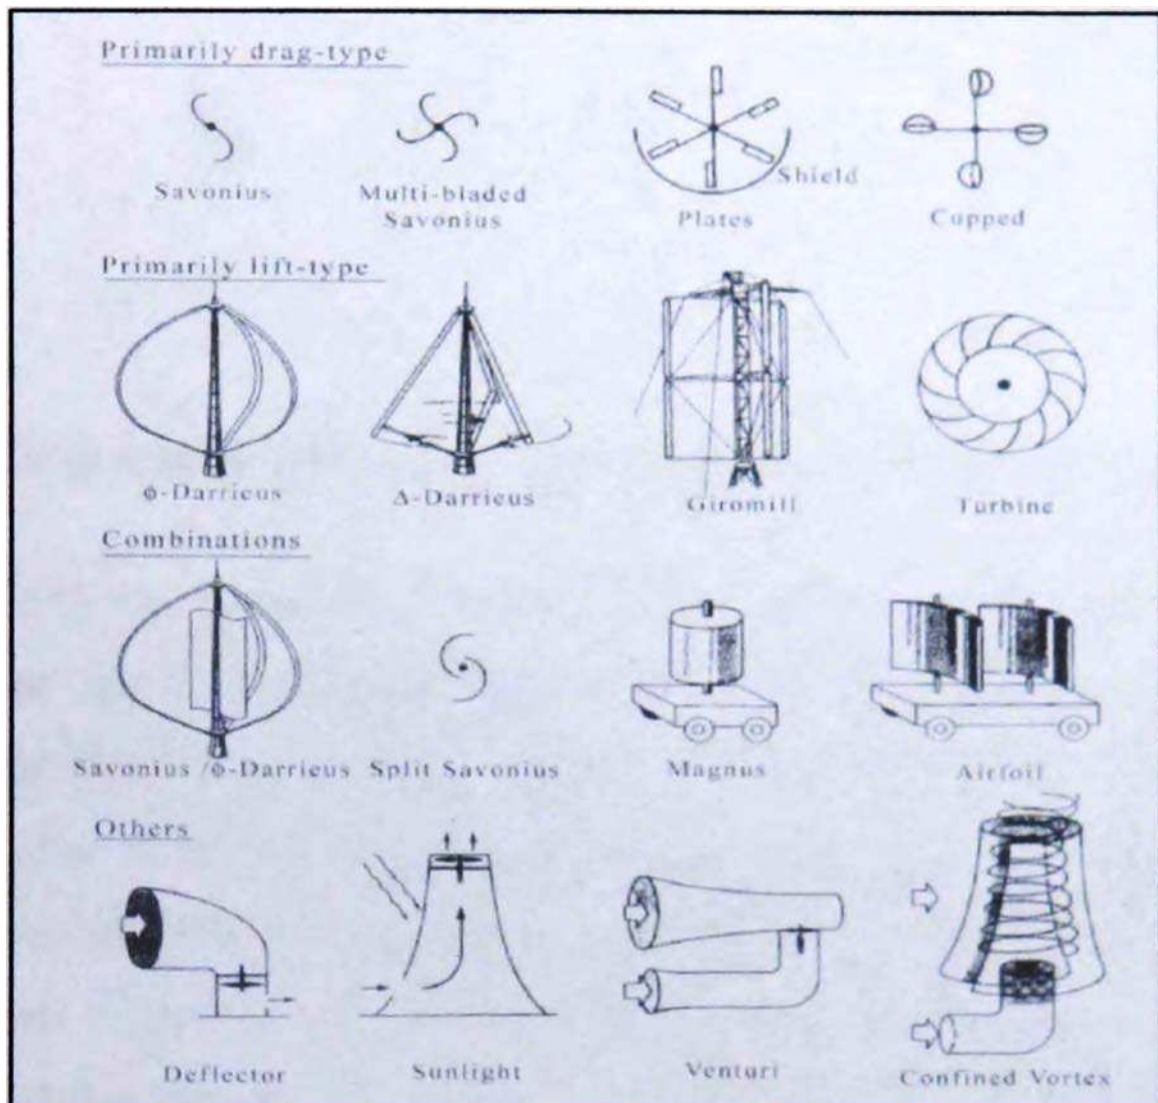 Primarily drag-type
Savonius
Multi-bladed
Savonius
Shield
Plates
Cupped
Primarily lift-type
ϕ-Darrieus
Δ-Darrieus
Giromill
Turbine
Combinations
Savonius /ϕ-Darrieus
Split Savonius
Magnus
Airfoil
Others
Deflector
Sunlight
Venturi
Confined Vortex